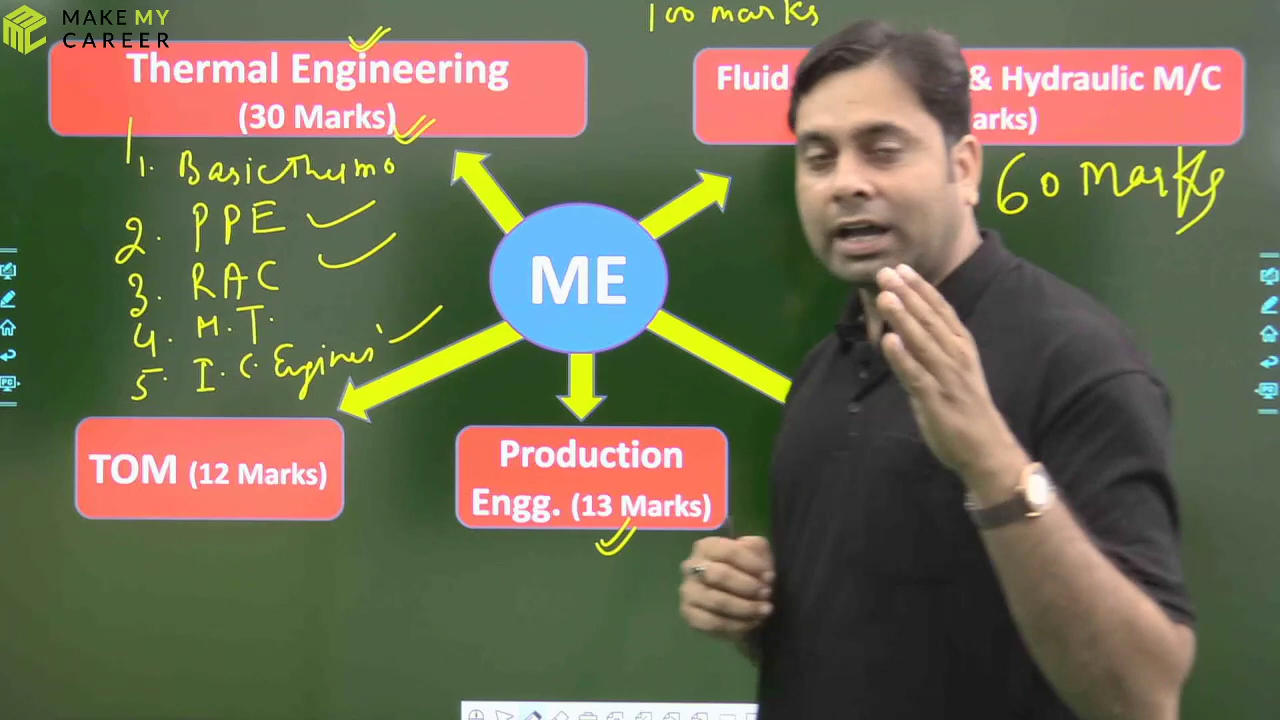 MAKE MY
CAREER
100 marks
Thermal Engineering
(30 Marks)
Fluid & Hydraulic M/C
arks)
60 marks
1. Basic Thermo
2. PPE
3. RAC
4. M.T.
5. I.C. Engines
ME
TOM (12 Marks)
Production
Engg. (13 Marks)